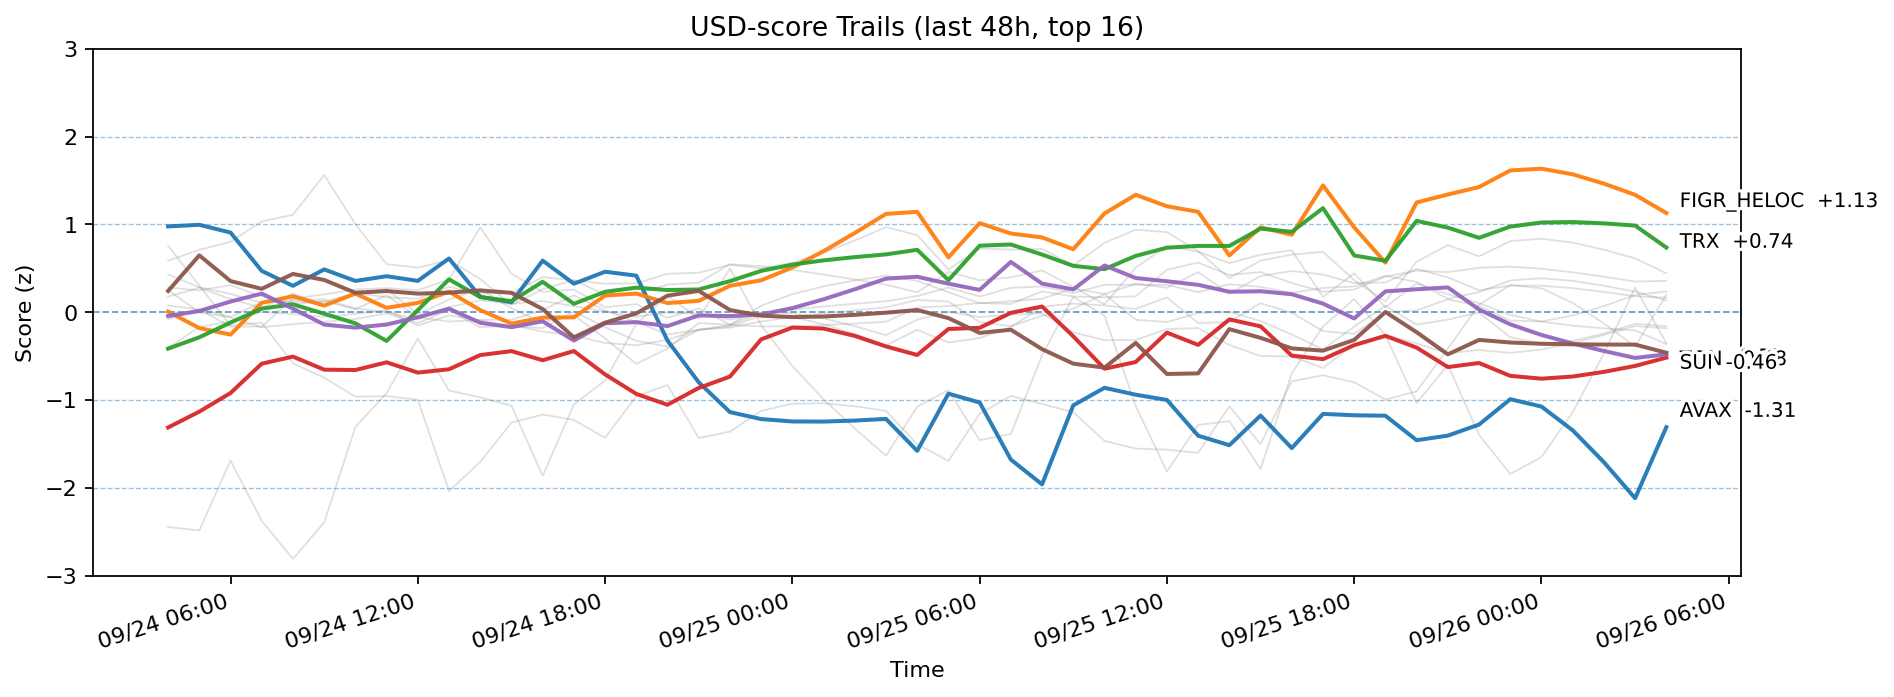 USD-score Trails (last 48h, top 16)
Score (z)
3
2
1
0
−1
−2
−3
FIGR_HELOC +1.13
TRX +0.74
SUI -0.46
AVAX -1.31
09/24 06:00
09/24 12:00
09/24 18:00
09/25 00:00
09/25 06:00
09/25 12:00
09/25 18:00
09/26 00:00
09/26 06:00
Time